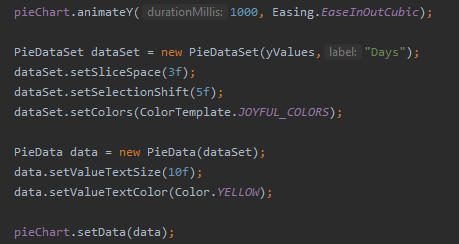 pieChart.animateY( durationMillis: 1000, Easing.EaseInOutCubic);
PieDataSet dataSet = new PieDataSet(yValues, label: "Days");
dataSet.setSliceSpace(3f);
dataSet.setSelectionShift(5f);
dataSet.setColors(ColorTemplate.JOYFUL_COLORS);
PieData data = new PieData(dataSet);
data.setValueTextSize(10f);
data.setValueTextColor(Color.YELLOW);
pieChart.setData(data);